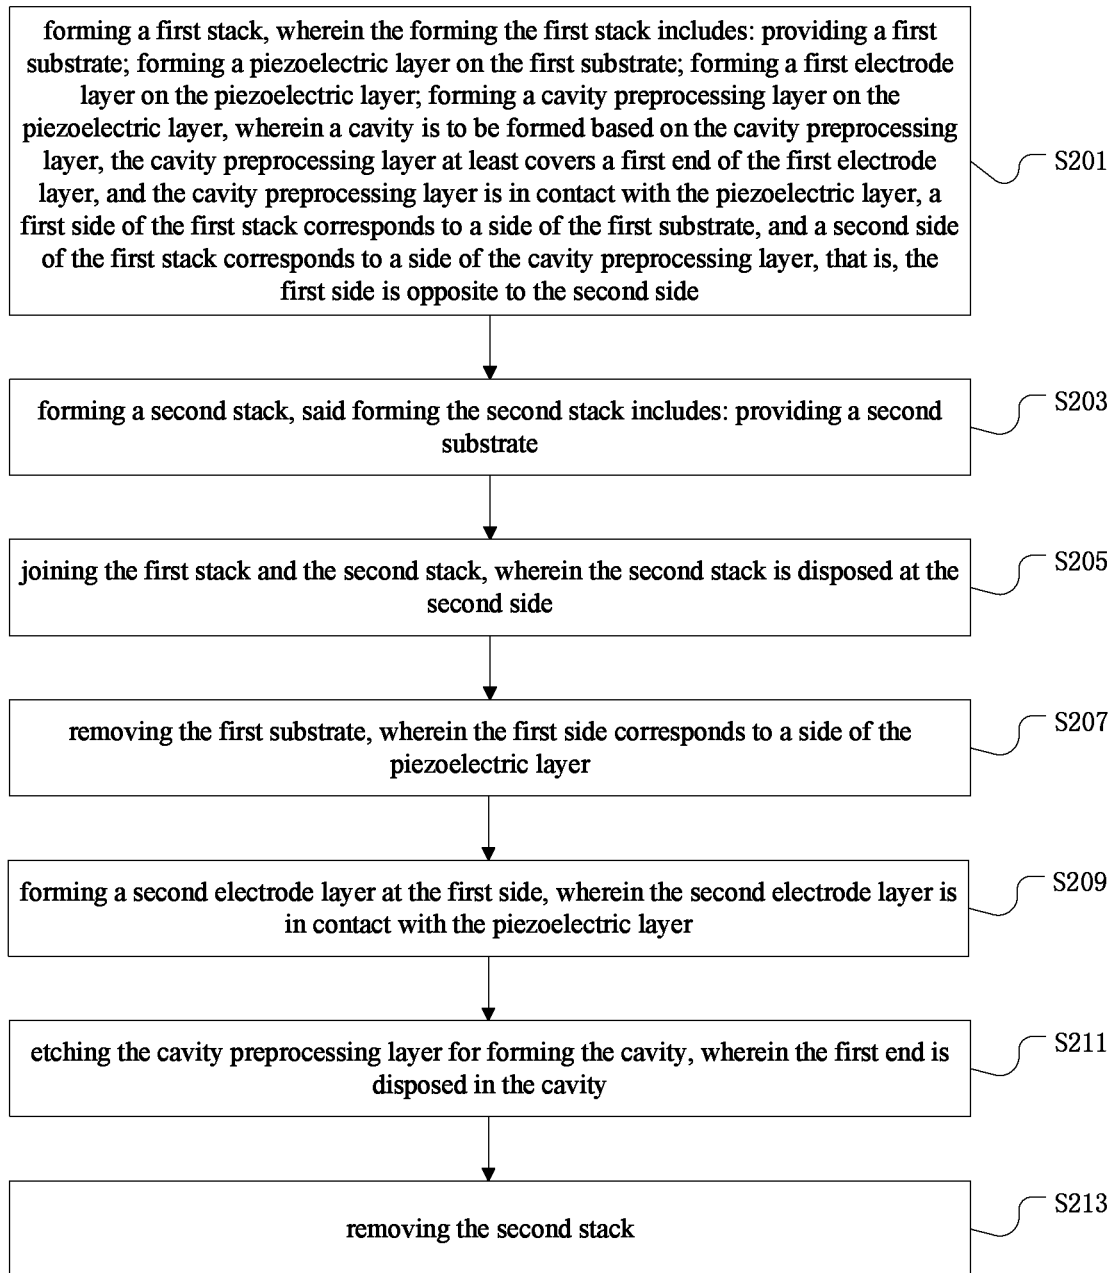 forming a first stack, wherein the forming the first stack includes: providing a first
substrate; forming a piezoelectric layer on the first substrate; forming a first electrode
layer on the piezoelectric layer; forming a cavity preprocessing layer on the
piezoelectric layer, wherein a cavity is to be formed based on the cavity preprocessing
layer, the cavity preprocessing layer at least covers a first end of the first electrode
layer, and the cavity preprocessing layer is in contact with the piezoelectric layer, a
first side of the first stack corresponds to a side of the first substrate, and a second side
of the first stack corresponds to a side of the cavity preprocessing layer, that is, the
first side is opposite to the second side
S201
forming a second stack, said forming the second stack includes: providing a second
substrate
S203
joining the first stack and the second stack, wherein the second stack is disposed at the
second side
S205
removing the first substrate, wherein the first side corresponds to a side of the
piezoelectric layer
S207
forming a second electrode layer at the first side, wherein the second electrode layer is
in contact with the piezoelectric layer
S209
etching the cavity preprocessing layer for forming the cavity, wherein the first end is
disposed in the cavity
S211
removing the second stack
S213